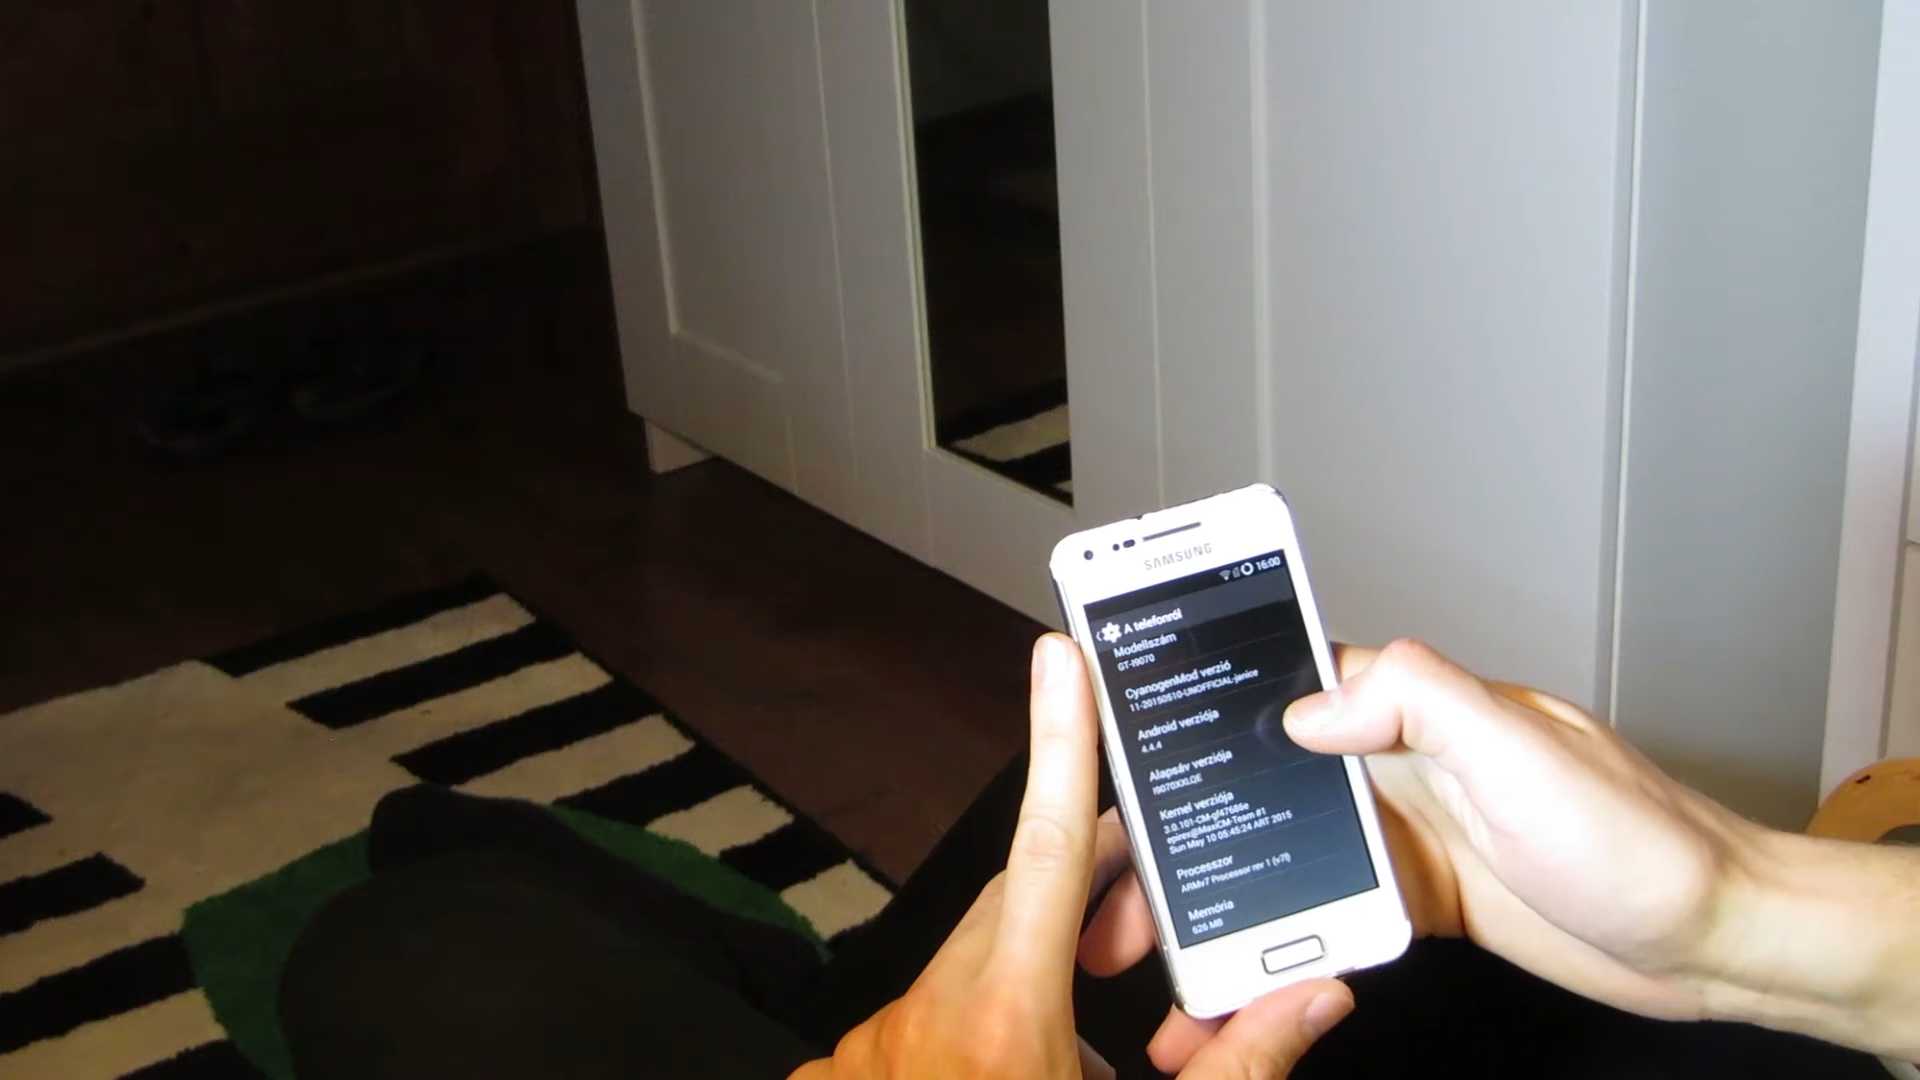 SAMSUNG
16:00
A telefonról
Modellszám
GT-I9070
CyanogenMod verzió
11-20150510-UNOFFICIAL-janice
Android verziója
4.4.4
Alapsáv verziója
I9070XXLQE
Kernel verziója
3.0.101-CM-gf47686e
epirex@MaxiCM-Team #1
Sun May 10 05:45:24 ART 2015
Processzor
ARMv7 Processor rev 1 (v7l)
Memória
626 MB